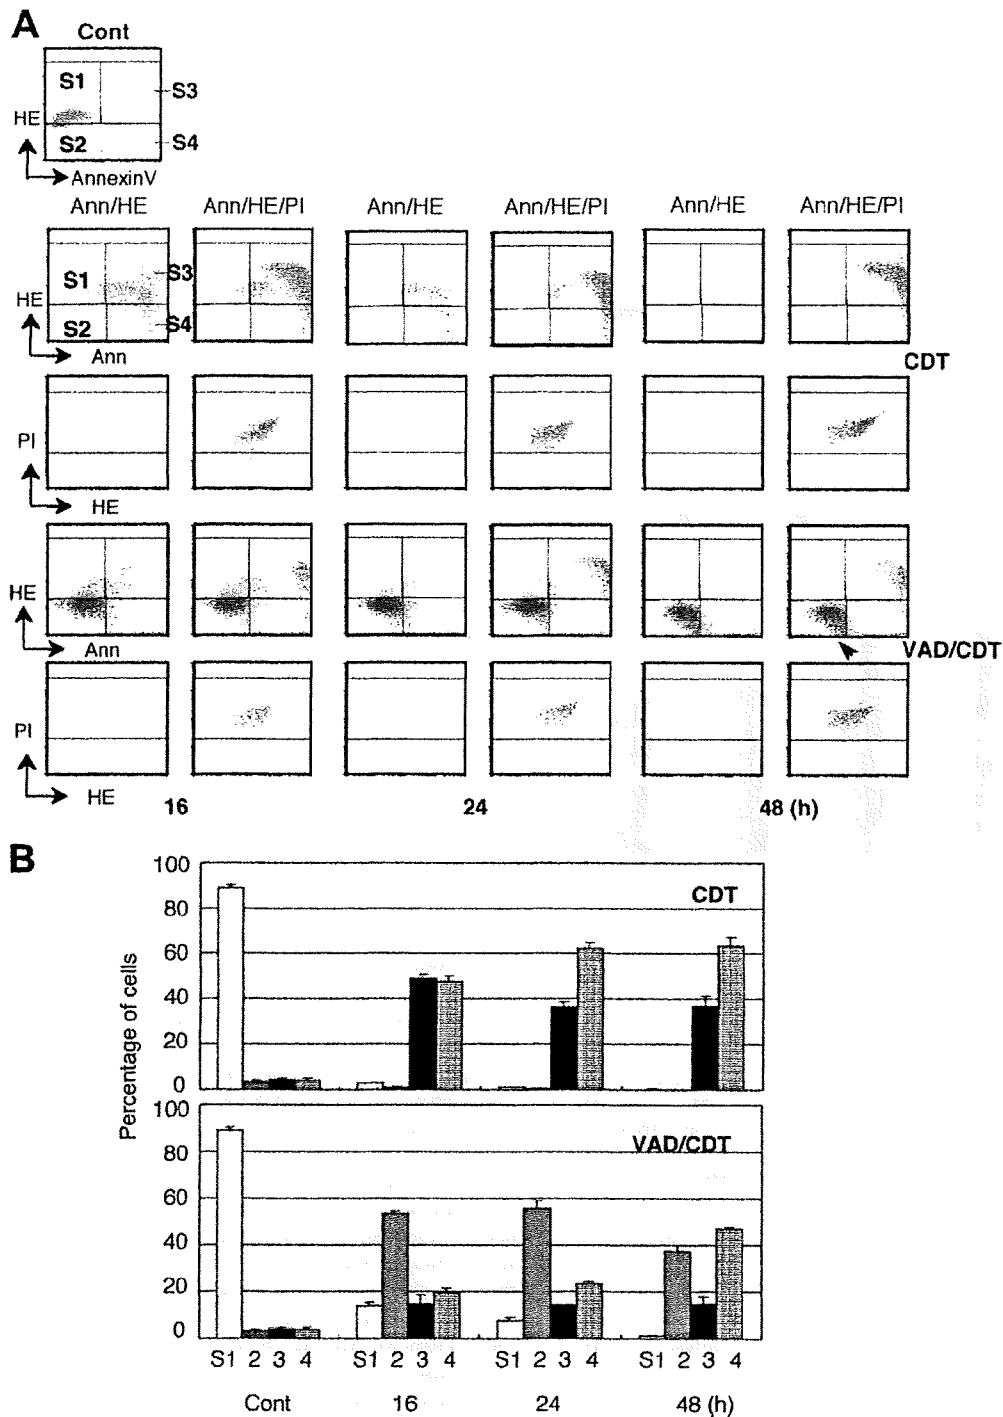 A
Cont
S1
S3
HE
S2
S4
AnnexinV
Ann/HE Ann/HE/PI Ann/HE Ann/HE/PI Ann/HE Ann/HE/PI
S1
S3
HE
S2
S4
Ann
CDT
PI
HE
HE
Ann
VAD/CDT
PI
HE
16 24 48 (h)
B
100
CDT
80
60
40
20
0
Percentage of cells
100
VAD/CDT
80
60
40
20
0
S1 2 3 4 S1 2 3 4 S1 2 3 4 S1 2 3 4
Cont 16 24 48 (h)